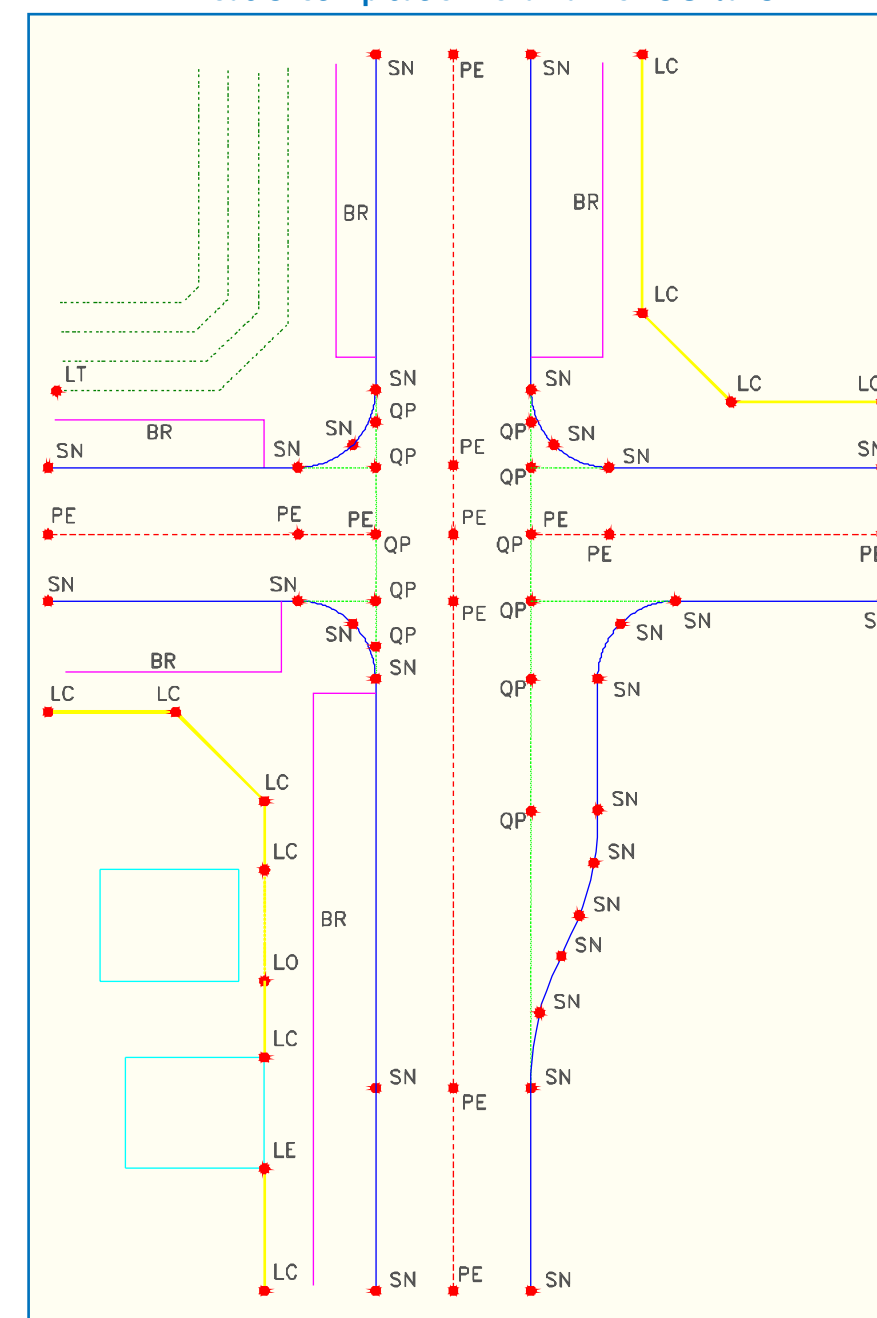 SN PE SN LC
BR BR
LC
LT SN SN LC LC
QP
BR SN QP SN
SN SN QP PE QP SN SN
PE PE PE PE PE
QP QP PE PE
SN SN QP PE QP SN S
SN QP SN
BR SN QP SN
LC LC
LC SN
QP
LC SN
SN
BR
LO SN
SN
LC
SN PE SN
LE
LC SN PE SN